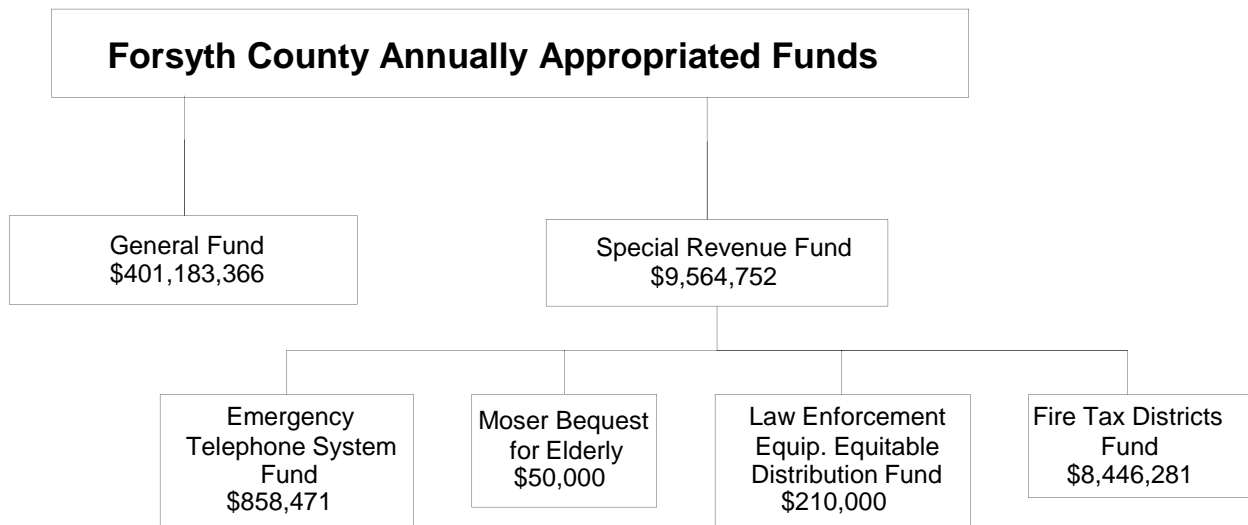 Forsyth County Annually Appropriated Funds
General Fund
$401,183,366
Special Revenue Fund
$9,564,752
Emergency
Telephone System
Fund
$858,471
Moser Bequest
for Elderly
$50,000
Law Enforcement
Equip. Equitable
Distribution Fund
$210,000
Fire Tax Districts
Fund
$8,446,281